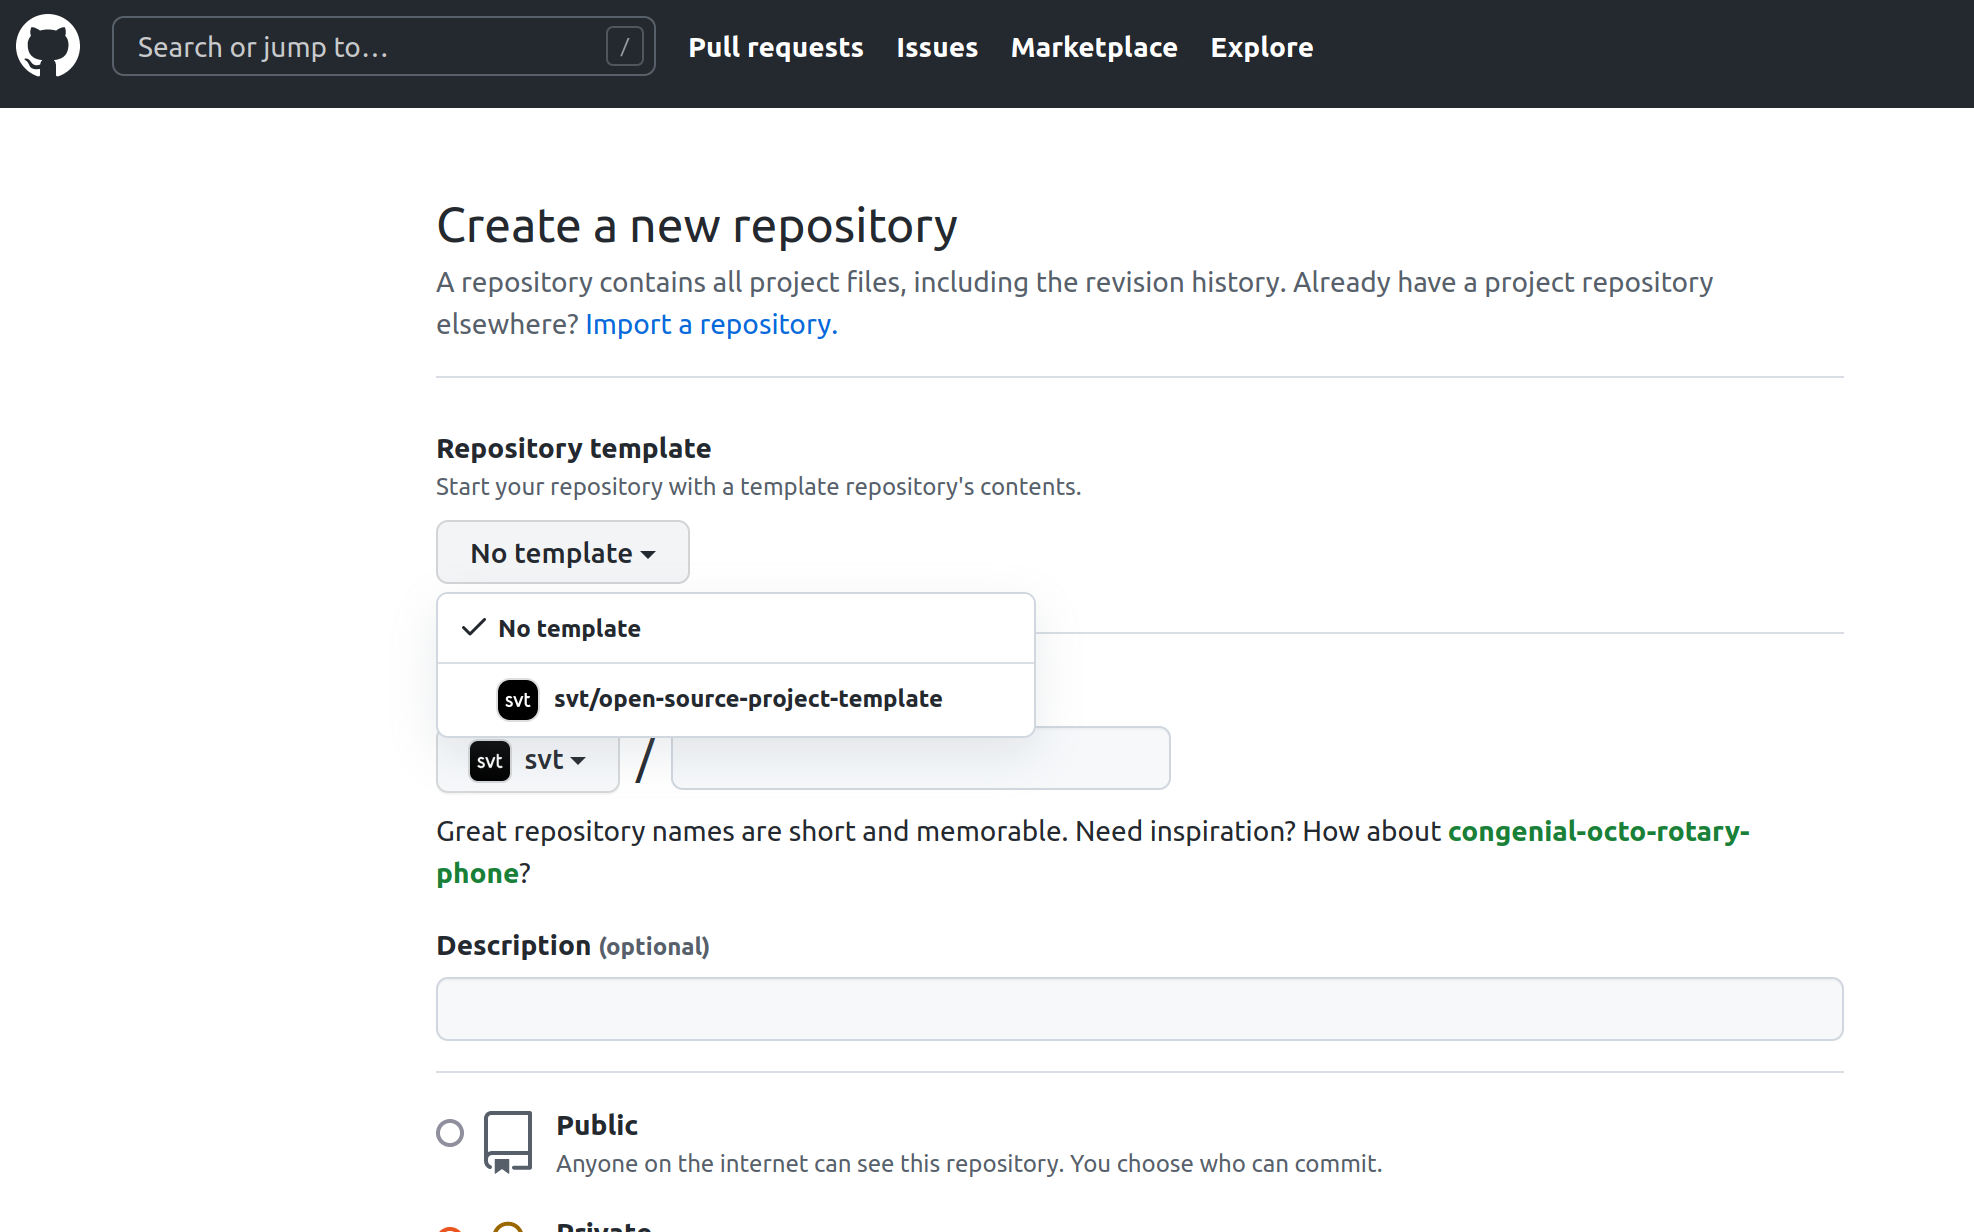 Search or jump to…
/
Pull requests
Issues
Marketplace
Explore
Create a new repository
A repository contains all project files, including the revision history. Already have a project repository
elsewhere? Import a repository.
Repository template
Start your repository with a template repository's contents.
No template
No template
svt svt/open-source-project-template
svt svt /
Great repository names are short and memorable. Need inspiration? How about congenial-octo-rotary-
phone?
Description (optional)
Public
Anyone on the internet can see this repository. You choose who can commit.
Private